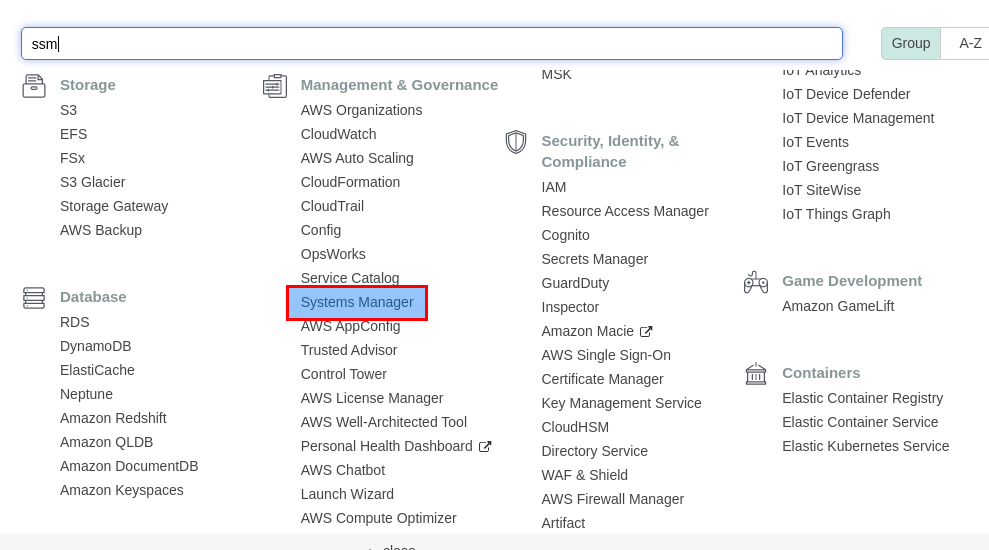 ssm
Group
A-Z
Storage
S3
EFS
FSx
S3 Glacier
Storage Gateway
AWS Backup
Database
RDS
DynamoDB
ElastiCache
Neptune
Amazon Redshift
Amazon QLDB
Amazon DocumentDB
Amazon Keyspaces
Management & Governance
AWS Organizations
CloudWatch
AWS Auto Scaling
CloudFormation
CloudTrail
Config
OpsWorks
Service Catalog
Systems Manager
AWS AppConfig
Trusted Advisor
Control Tower
AWS License Manager
AWS Well-Architected Tool
Personal Health Dashboard
AWS Chatbot
Launch Wizard
AWS Compute Optimizer
MSK
Security, Identity, &
Compliance
IAM
Resource Access Manager
Cognito
Secrets Manager
GuardDuty
Inspector
Amazon Macie
AWS Single Sign-On
Certificate Manager
Key Management Service
CloudHSM
Directory Service
WAF & Shield
AWS Firewall Manager
Artifact
IoT Analytics
IoT Device Defender
IoT Device Management
IoT Events
IoT Greengrass
IoT SiteWise
IoT Things Graph
Game Development
Amazon GameLift
Containers
Elastic Container Registry
Elastic Container Service
Elastic Kubernetes Service
close